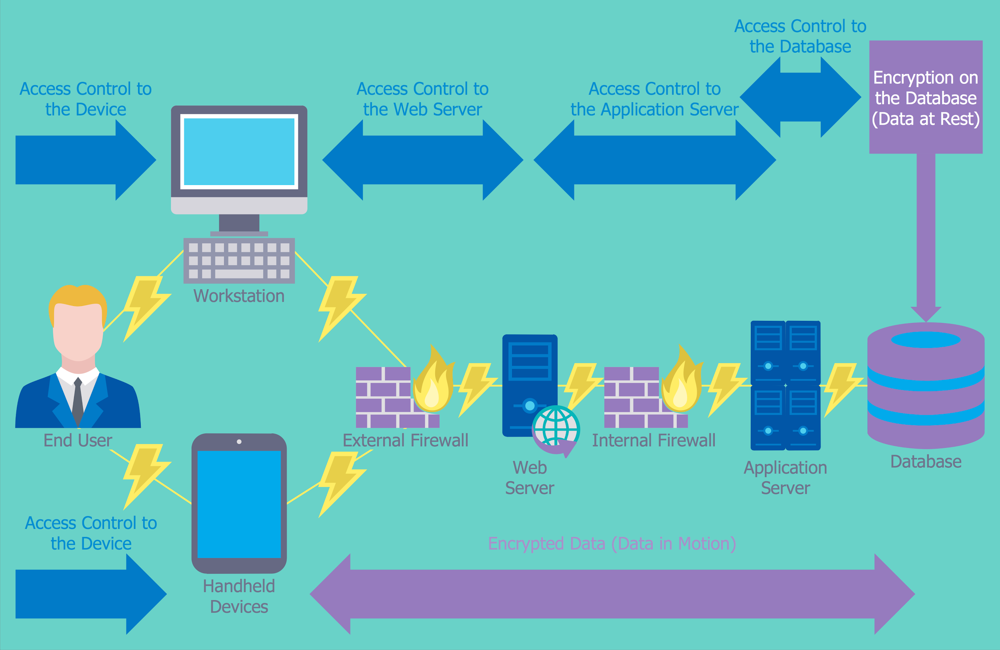 Access Control to
the Database
Encryption on
the Database
(Data at Rest)
Access Control to
the Device
Access Control to
the Web Server
Access Control to
the Application Server
Workstation
End User
External Firewall
Internal Firewall
Web
Server
Application
Server
Database
Access Control to
the Device
Encrypted Data (Data in Motion)
Handheld
Devices